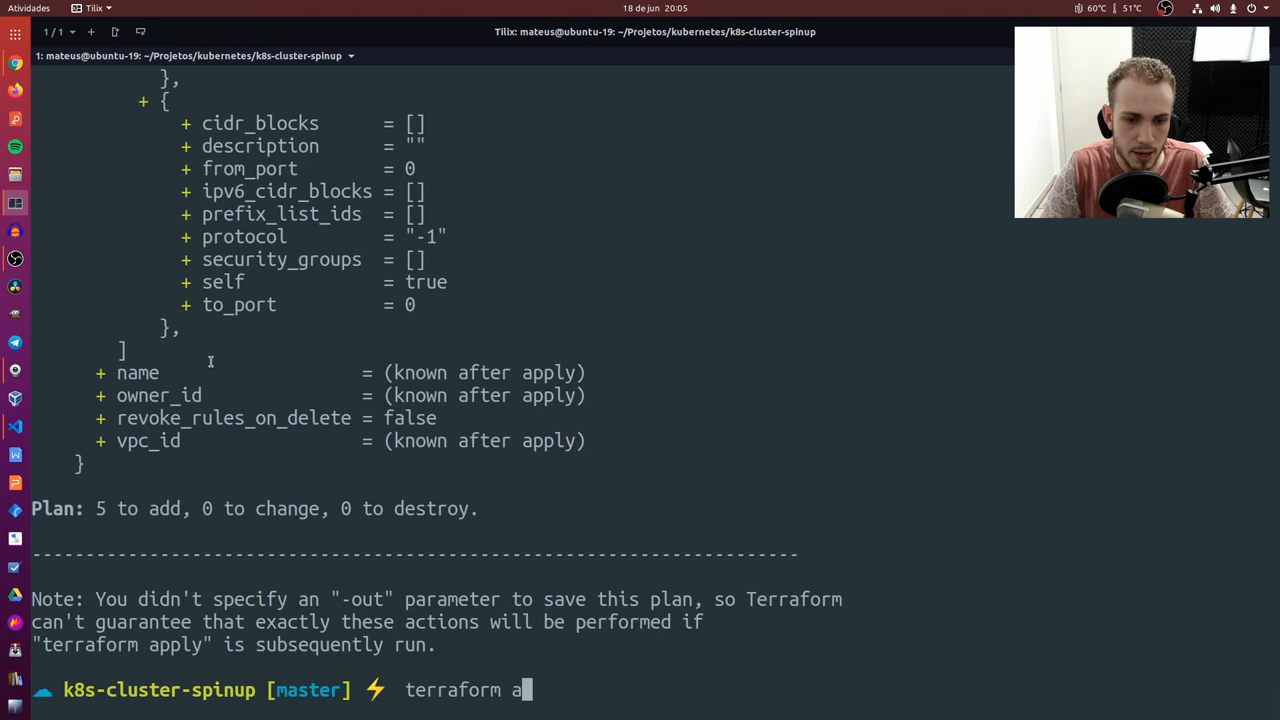 Atividades
Tilix
18 de jun 20:05
60°C
51°C
1 / 1
Tilix: mateus@ubuntu-19: ~/Projetos/kubernetes/k8s-cluster-spinup
1: mateus@ubuntu-19: ~/Projetos/kubernetes/k8s-cluster-spinup
},
+ {
+ cidr_blocks = []
+ description = ""
+ from_port = 0
+ ipv6_cidr_blocks = []
+ prefix_list_ids = []
+ protocol = "-1"
+ security_groups = []
+ self = true
+ to_port = 0
},
]
+ name = (known after apply)
+ owner_id = (known after apply)
+ revoke_rules_on_delete = false
+ vpc_id = (known after apply)
}
Plan: 5 to add, 0 to change, 0 to destroy.
------------------------------------------------------------------------
Note: You didn't specify an "-out" parameter to save this plan, so Terraform
can't guarantee that exactly these actions will be performed if
"terraform apply" is subsequently run.
k8s-cluster-spinup [master] ⚡ terraform a